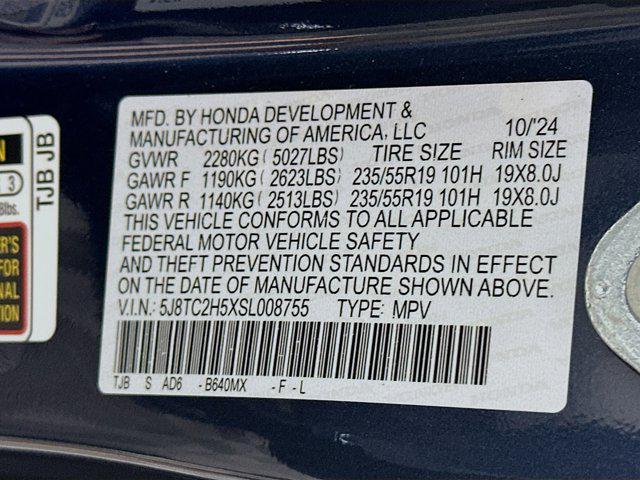 MFD. BY HONDA DEVELOPMENT &
MANUFACTURING OF AMERICA, LLC 10/'24
GVWR 2280KG (5027LBS) TIRE SIZE RIM SIZE
GAWR F 1190KG ( 2623LBS) 235/55R19 101H 19X8.0J
GAWR R 1140KG ( 2513LBS) 235/55R19 101H 19X8.0J
THIS VEHICLE CONFORMS TO ALL APPLICABLE
FEDERAL MOTOR VEHICLE SAFETY
AND THEFT PREVENTION STANDARDS IN EFFECT
ON THE DATE OF MANUFACTURE SHOWN ABOVE.
V.I.N.: 5J8TC2H5XSL008755 TYPE: MPV
TJB S AD6 - B640MX - F - L
TJB JB
3
lbs.
FOR